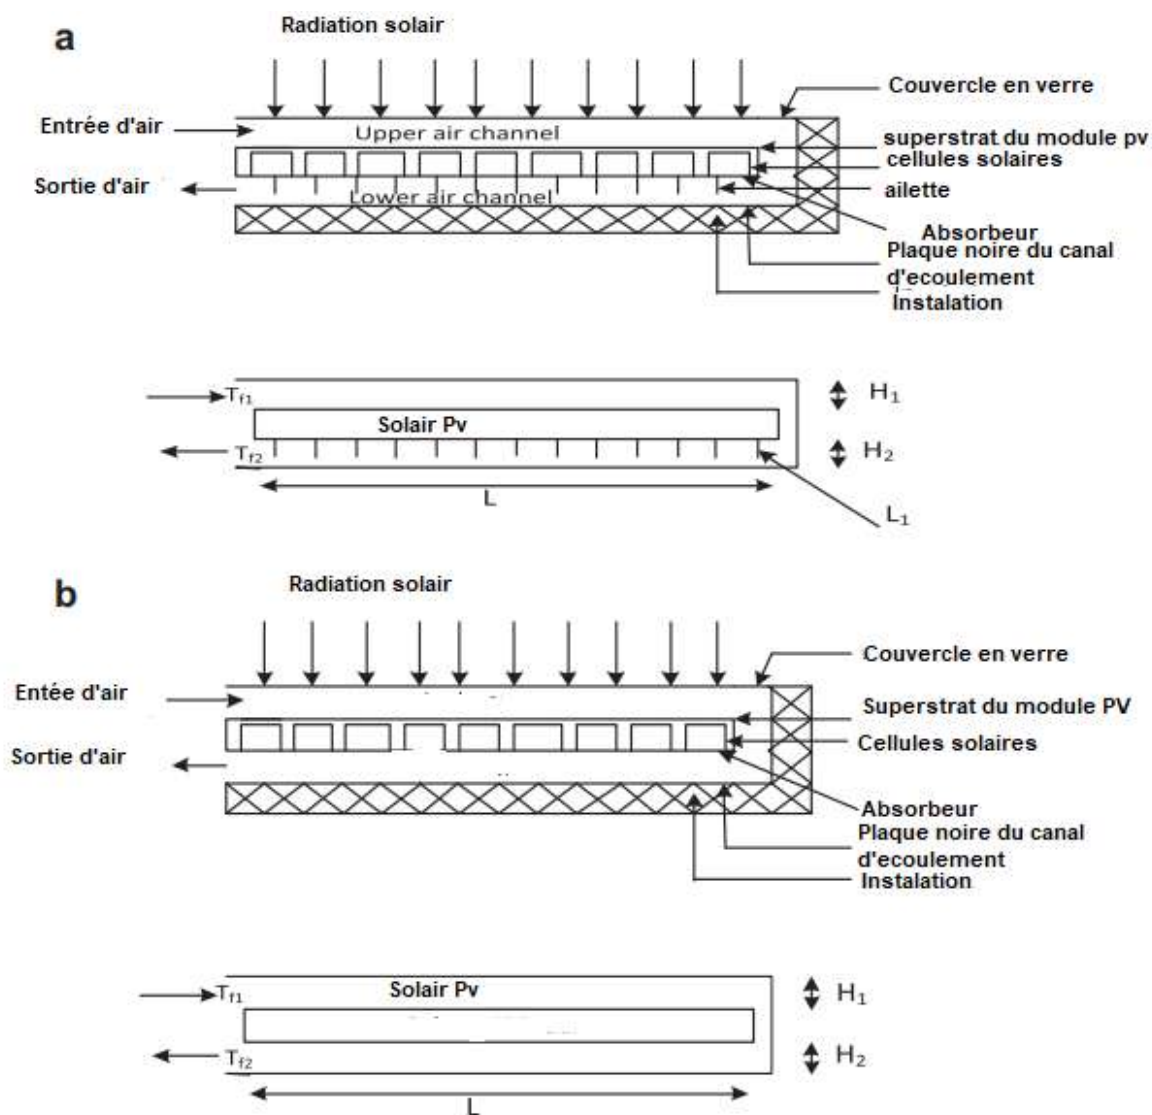 a
Radiation solair
Couvercle en verre
Entrée d'air
Upper air channel
superstrat du module pv
cellules solaires
Sortie d'air
ailette
Lower air channel
Absorbeur
Plaque noire du canal
d'ecoulement
Instalation
Tf1
H1
Solair Pv
Tf2
H2
L
L1
b
Radiation solair
Couvercle en verre
Entée d'air
Superstrat du module PV
Cellules solaires
Sortie d'air
Absorbeur
Plaque noire du canal
d'ecoulement
Instalation
Tf1
Solair Pv
H1
Tf2
H2
L